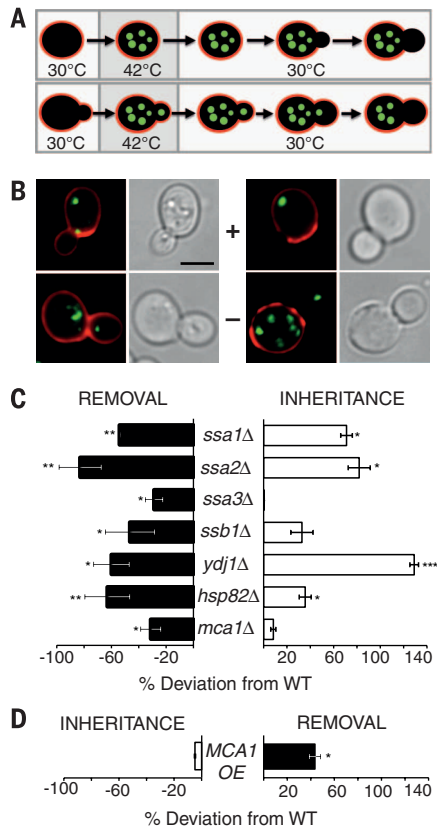 A
30°C 42°C 30°C
30°C 42°C 30°C
B
+
−
C
REMOVAL INHERITANCE
** ssa1Δ *
** ssa2Δ *
* ssa3Δ
* ssb1Δ
* ydj1Δ ***
** hsp82Δ *
* mca1Δ
-100 -60 -20 20 60 100 140
% Deviation from WT
D
INHERITANCE REMOVAL
MCA1 *
OE
-100 -60 -20 20 60 100 140
% Deviation from WT